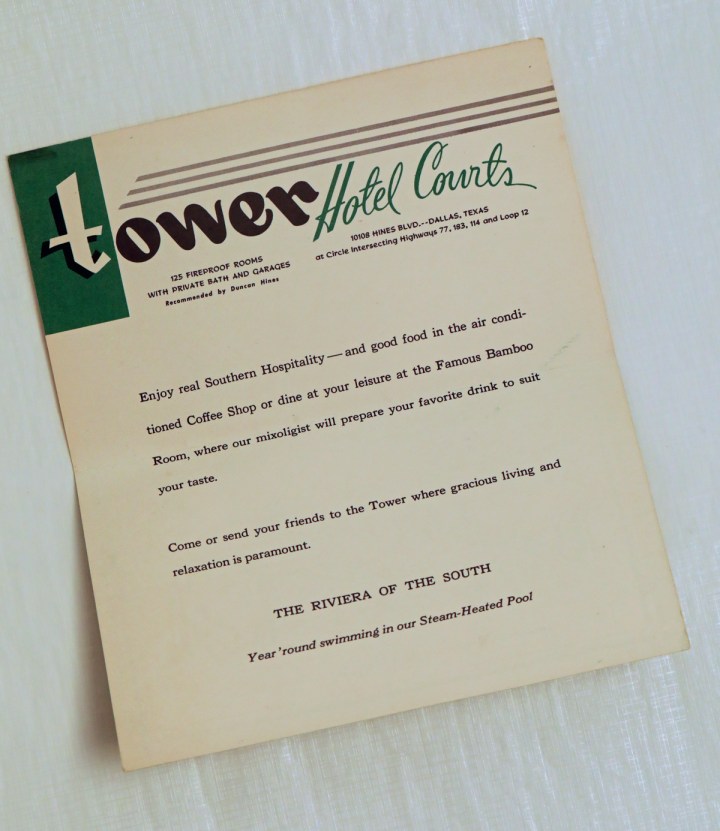 tower Hotel Courts
125 FIREPROOF ROOMS
WITH PRIVATE BATH AND GARAGES
Recommended by Duncan Hines
10108 HINES BLVD.--DALLAS, TEXAS
at Circle Intersecting Highways 77, 183, 114 and Loop 12
Enjoy real Southern Hospitality — and good food in the air condi-
tioned Coffee Shop or dine at your leisure at the Famous Bamboo
Room, where our mixoligist will prepare your favorite drink to suit
your taste.
Come or send your friends to the Tower where gracious living and
relaxation is paramount.
THE RIVIERA OF THE SOUTH
Year 'round swimming in our Steam-Heated Pool